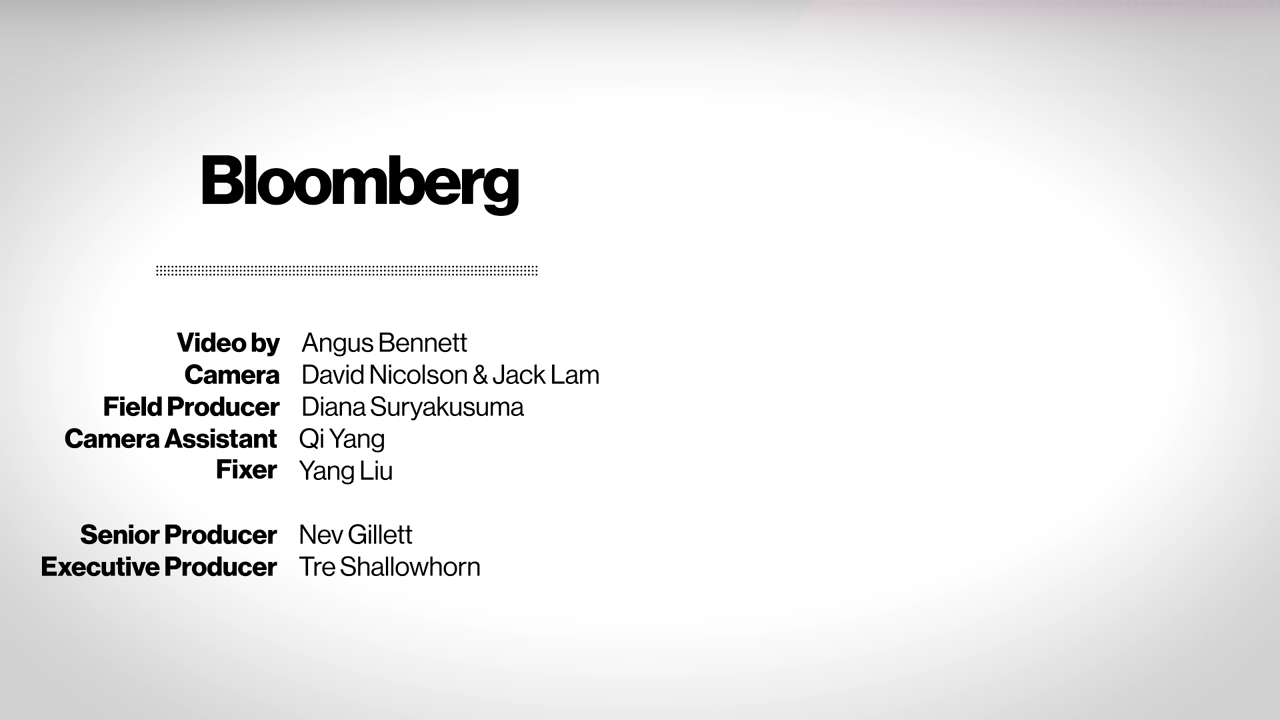 Bloomberg
Video by Angus Bennett
Camera David Nicolson & Jack Lam
Field Producer Diana Suryakusuma
Camera Assistant Qi Yang
Fixer Yang Liu
Senior Producer Nev Gillett
Executive Producer Tre Shallowhorn